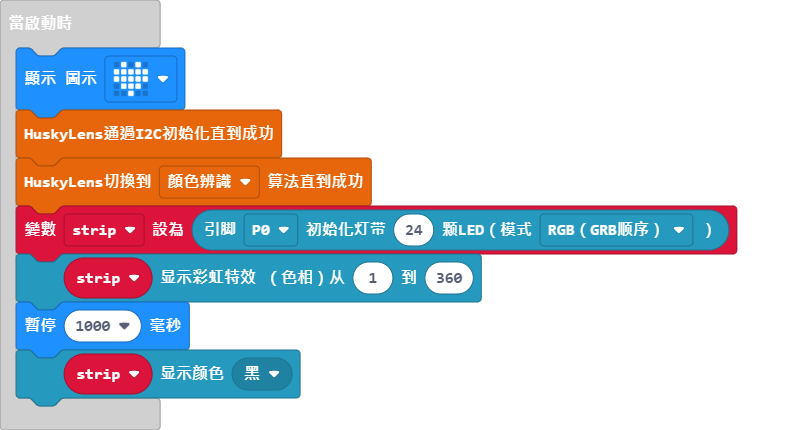 當啟動時
顯示 圖示
HuskyLens通過I2C初始化直到成功
HuskyLens切換到 顏色辨識 算法直到成功
變數 strip 設為 引脚 P0 初始化灯带 24 颗LED（模式 RGB（GRB顺序） ）
strip 显示彩虹特效 （色相）从 1 到 360
暫停 1000 毫秒
strip 显示颜色 黑